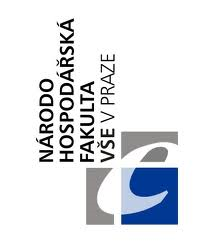 NÁRODO
HOSPODÁŘSKÁ
FAKULTA
VŠE V PRAZE